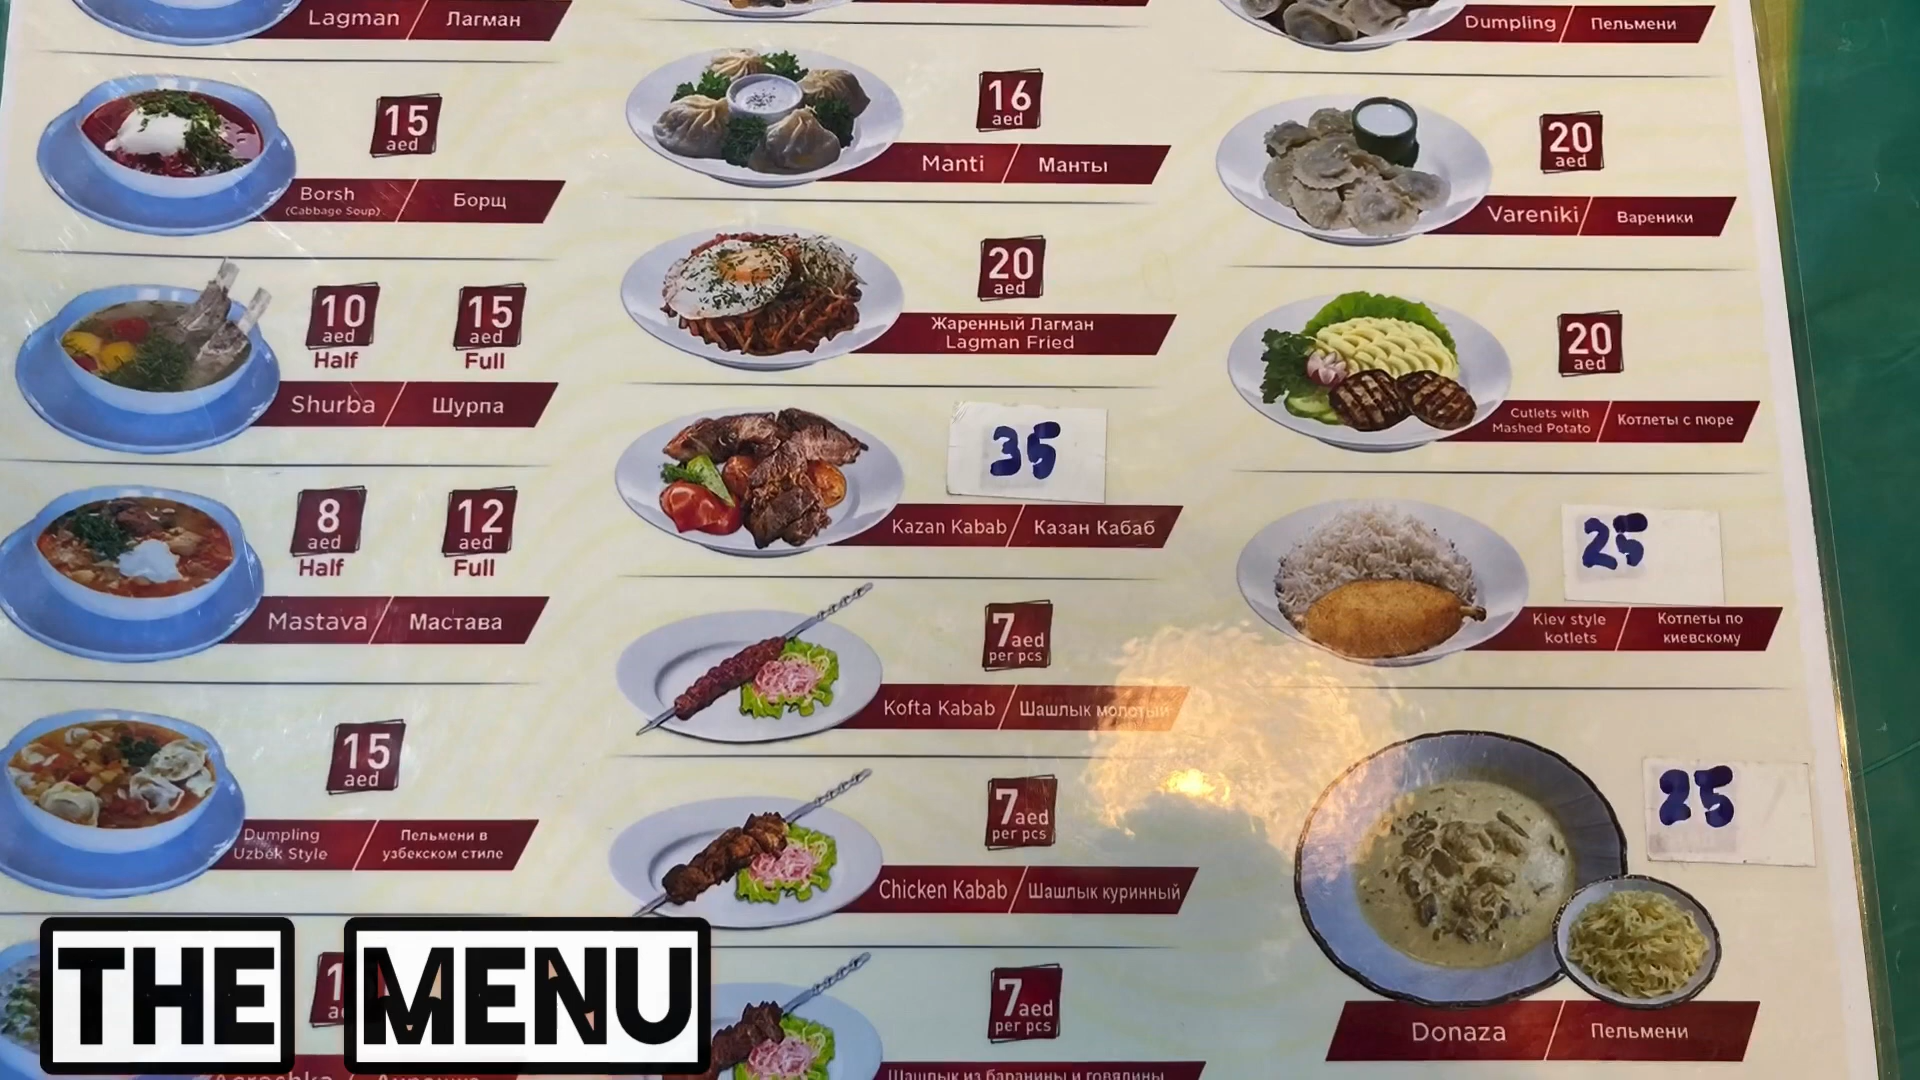 Lagman / Лагман
15
aed
Borsh
(Cabbage Soup)
Борщ
10
aed
Half
15
aed
Full
Shurba / Шурпа
8
aed
Half
12
aed
Full
Mastava / Мастава
15
aed
Dumpling
Uzbek Style
Пельмени в
узбекском стиле
16
aed
Manti / Манты
20
aed
Жаренный Лагман
Lagman Fried
35
Kazan Kabab / Казан Кабаб
7aed
per pcs
Kofta Kabab / Шашлык молотый
7aed
per pcs
Chicken Kabab / Шашлык куринный
7aed
per pcs
Шашлык из баранины и говядины
Dumpling / Пельмени
20
aed
Vareniki / Вареники
20
aed
Cutlets with
Mashed Potato
Котлеты с пюре
25
Kiev style
kotlets
Котлеты по
киевскому
25
Donaza / Пельмени
THE MENU